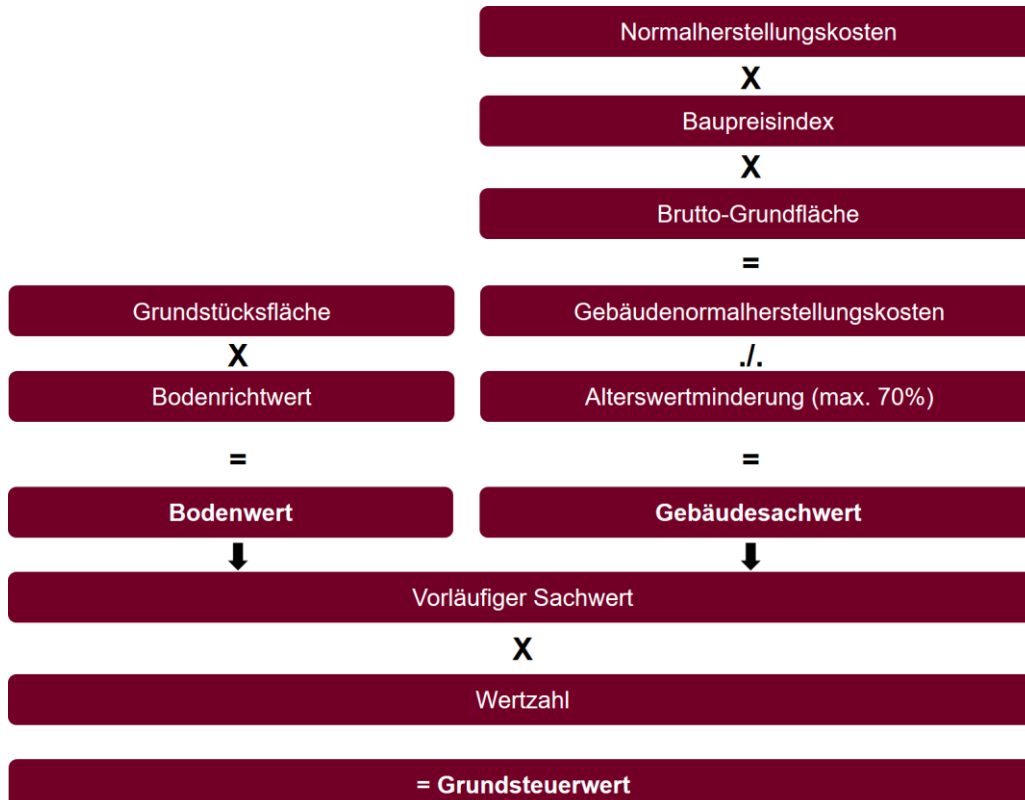 Normalherstellungskosten
X
Baupreisindex
X
Brutto-Grundfläche
=
Grundstücksfläche
X
Bodenrichtwert
=
Bodenwert
Gebäudenormalherstellungskosten
./.
Alterswertminderung (max. 70%)
=
Gebäudesachwert
Vorläufiger Sachwert
X
Wertzahl
= Grundsteuerwert